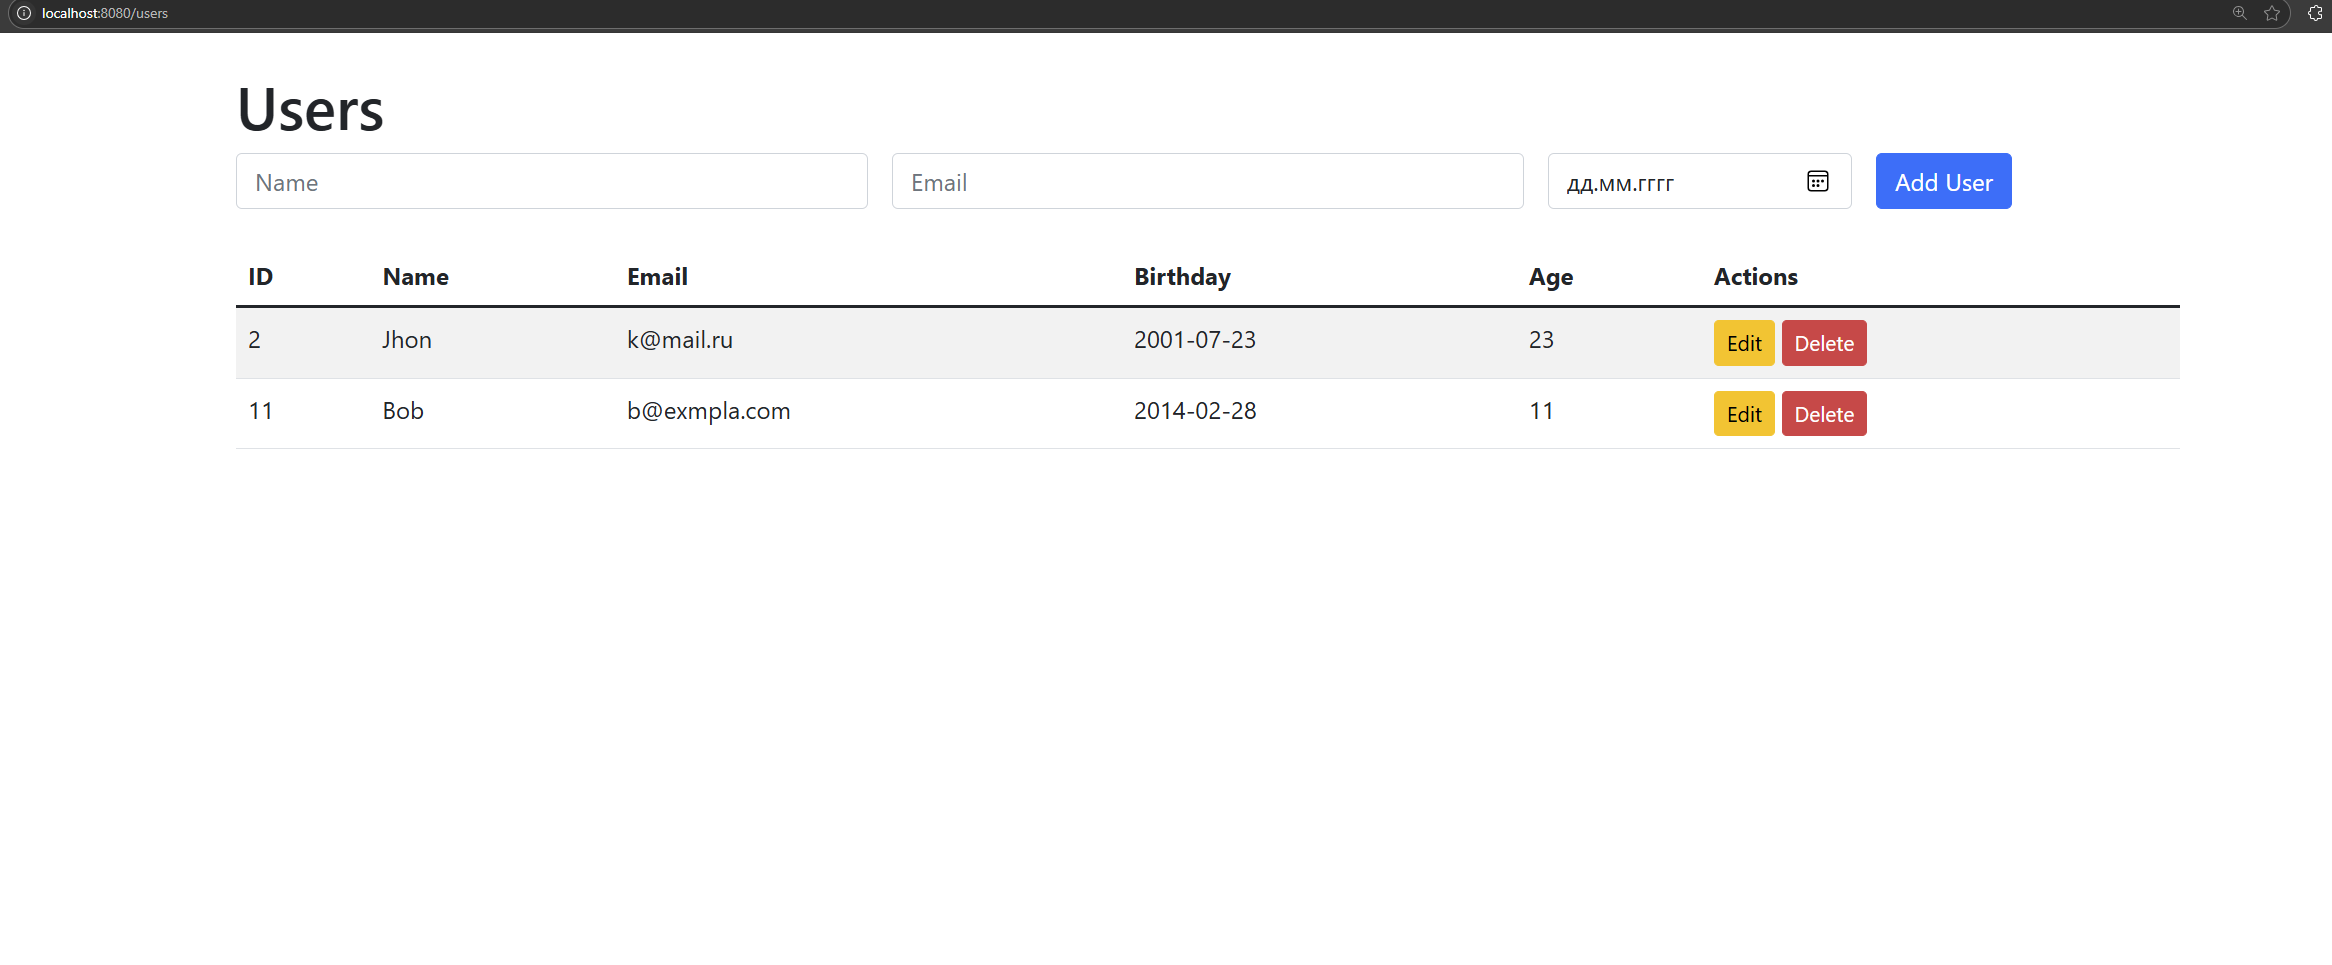 localhost:8080/users
Users
Name Email дд.мм.гггг Add User
ID Name Email Birthday Age Actions
2 Jhon k@mail.ru 2001-07-23 23 Edit Delete
11 Bob b@exmpla.com 2014-02-28 11 Edit Delete